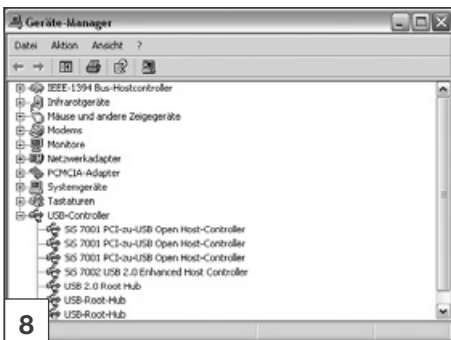 Geräte-Manager
Datei Aktion Ansicht ?
IEEE-1394 Bus-Hostcontroller
Infrarotgeräte
Mäuse und andere Zeigegeräte
Modems
Monitore
Netzwerkadapter
PCMCIA-Adapter
Systemgeräte
Tastaturen
USB-Controller
SiS 7001 PCI-zu-USB Open Host-Controller
SiS 7001 PCI-zu-USB Open Host-Controller
SiS 7001 PCI-zu-USB Open Host-Controller
SiS 7002 USB 2.0 Enhanced Host Controller
USB 2.0 Root Hub
USB-Root-Hub
USB-Root-Hub
8